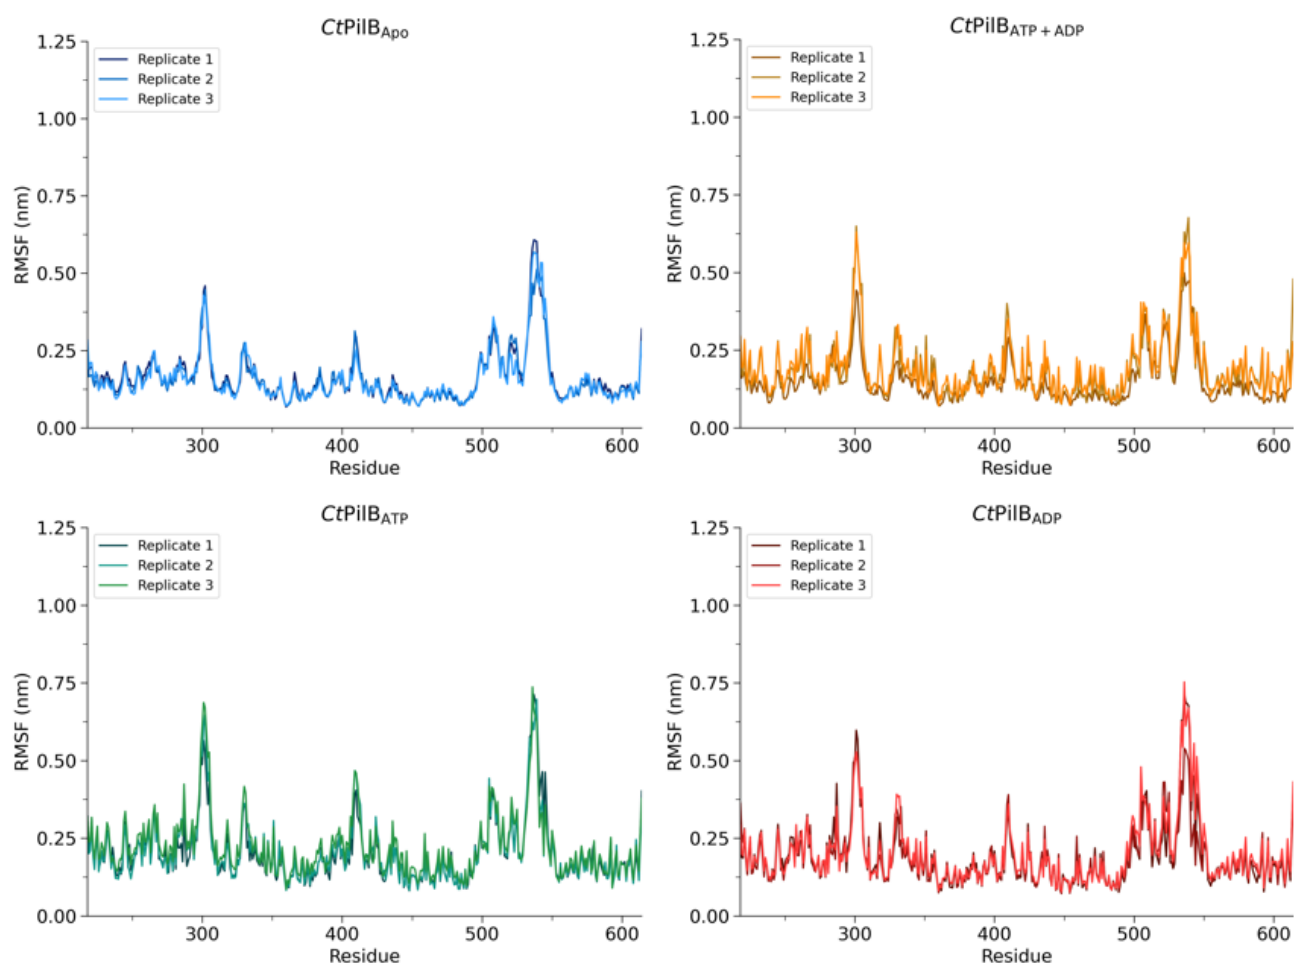 CtPilB_Apo
1.25
1.00
0.75
0.50
0.25
0.00
RMSF (nm)
Replicate 1
Replicate 2
Replicate 3
300
400
500
600
Residue
CtPilB_ATP + ADP
1.25
1.00
0.75
0.50
0.25
0.00
RMSF (nm)
Replicate 1
Replicate 2
Replicate 3
300
400
500
600
Residue
CtPilB_ATP
1.25
1.00
0.75
0.50
0.25
0.00
RMSF (nm)
Replicate 1
Replicate 2
Replicate 3
300
400
500
600
Residue
CtPilB_ADP
1.25
1.00
0.75
0.50
0.25
0.00
RMSF (nm)
Replicate 1
Replicate 2
Replicate 3
300
400
500
600
Residue